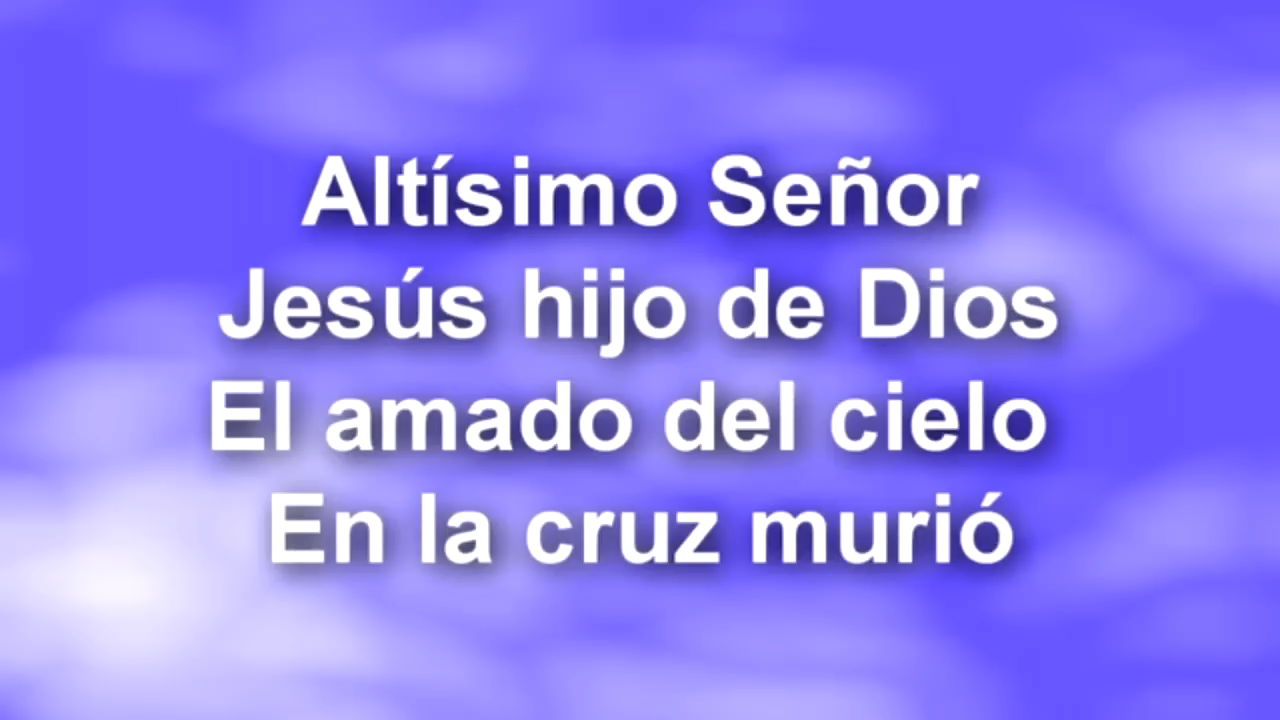 Altísimo Señor
Jesús hijo de Dios
El amado del cielo
En la cruz murió